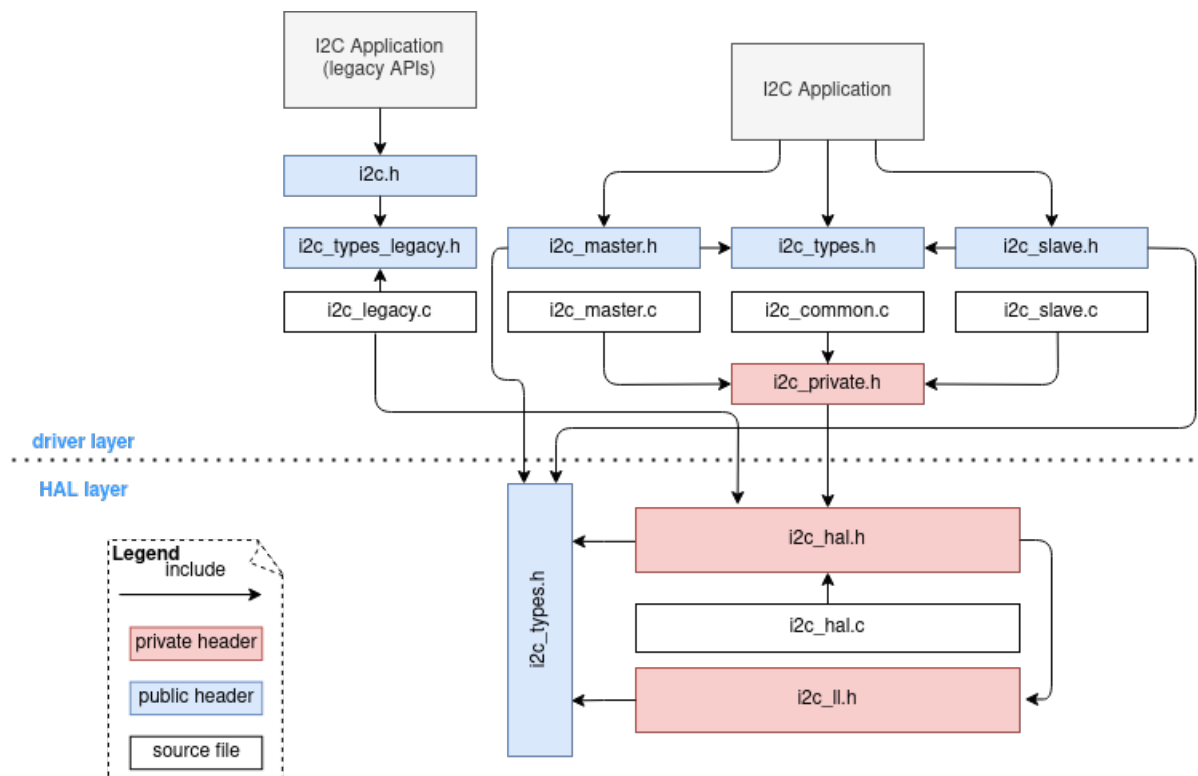 I2C Application
(legacy APIs)
I2C Application
i2c.h
i2c_types_legacy.h
i2c_master.h
i2c_types.h
i2c_slave.h
i2c_legacy.c
i2c_master.c
i2c_common.c
i2c_slave.c
i2c_private.h
driver layer
HAL layer
i2c_types.h
i2c_hal.h
i2c_hal.c
i2c_ll.h
Legend
include
private header
public header
source file